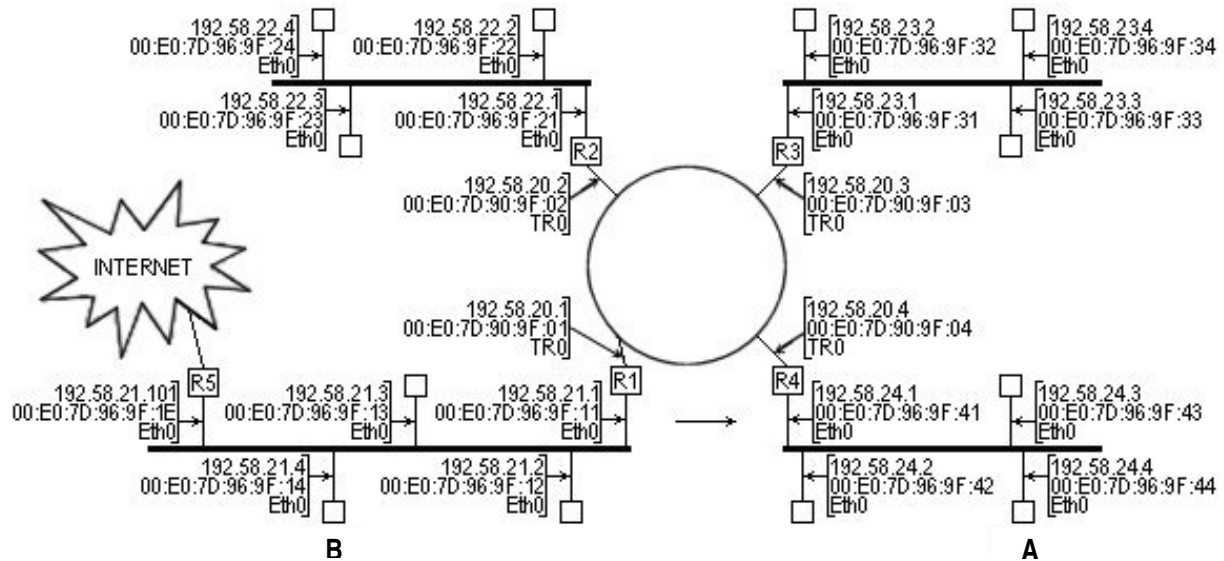 192.58.22.4
00:E0:7D:96:9F:24
Eth0
192.58.22.2
00:E0:7D:96:9F:22
Eth0
192.58.23.2
00:E0:7D:96:9F:32
Eth0
192.58.23.4
00:E0:7D:96:9F:34
Eth0
192.58.22.3
00:E0:7D:96:9F:23
Eth0
192.58.22.1
00:E0:7D:96:9F:21
Eth0
192.58.23.1
00:E0:7D:96:9F:31
Eth0
192.58.23.3
00:E0:7D:96:9F:33
Eth0
R2
R3
192.58.20.2
00:E0:7D:90:9F:02
TR0
192.58.20.3
00:E0:7D:90:9F:03
TR0
INTERNET
192.58.20.1
00:E0:7D:90:9F:01
TR0
192.58.20.4
00:E0:7D:90:9F:04
TR0
R5
R1
R4
192.58.21.101
00:E0:7D:96:9F:1E
Eth0
192.58.21.3
00:E0:7D:96:9F:13
Eth0
192.58.21.1
00:E0:7D:96:9F:11
Eth0
192.58.24.1
00:E0:7D:96:9F:41
Eth0
192.58.24.3
00:E0:7D:96:9F:43
Eth0
192.58.21.4
00:E0:7D:96:9F:14
Eth0
192.58.21.2
00:E0:7D:96:9F:12
Eth0
192.58.24.2
00:E0:7D:96:9F:42
Eth0
192.58.24.4
00:E0:7D:96:9F:44
Eth0
B
A